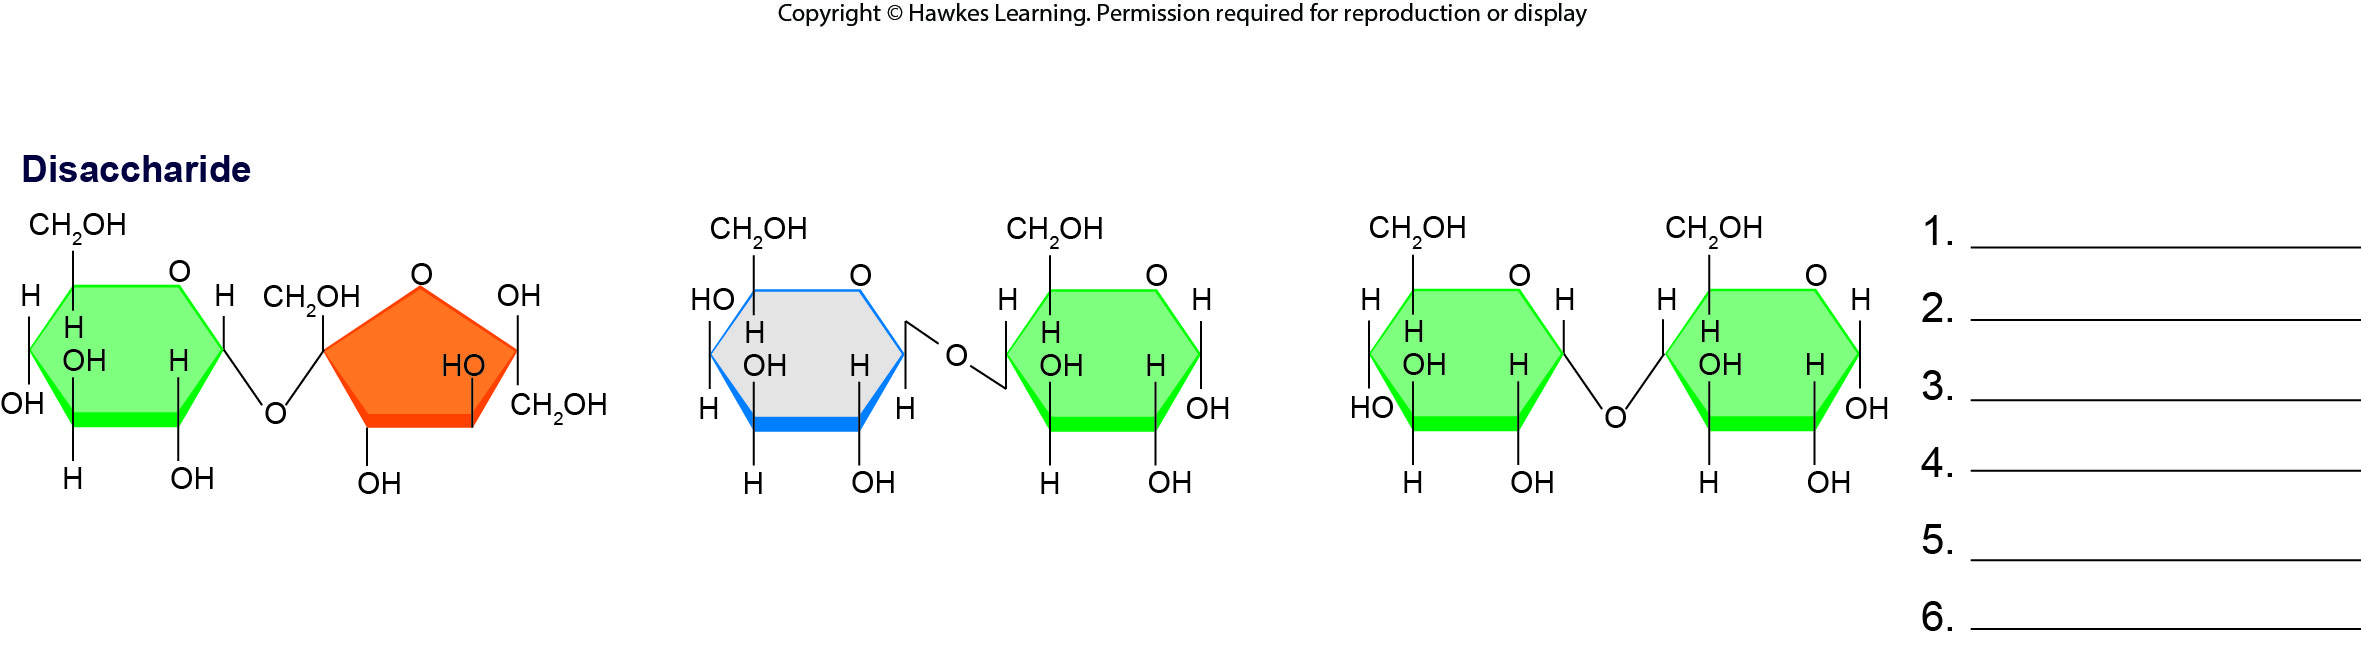 Copyright © Hawkes Learning. Permission required for reproduction or display
Disaccharide
CH2OH CH2OH CH2OH CH2OH CH2OH 1.
O O O O O
H H CH2OH OH HO H H H H H H 2.
H H H H H
OH H HO OH H O OH H OH H OH H 3.
OH O CH2OH H H OH HO O OH
H OH OH H OH H OH H OH H OH 4.
5.
6.